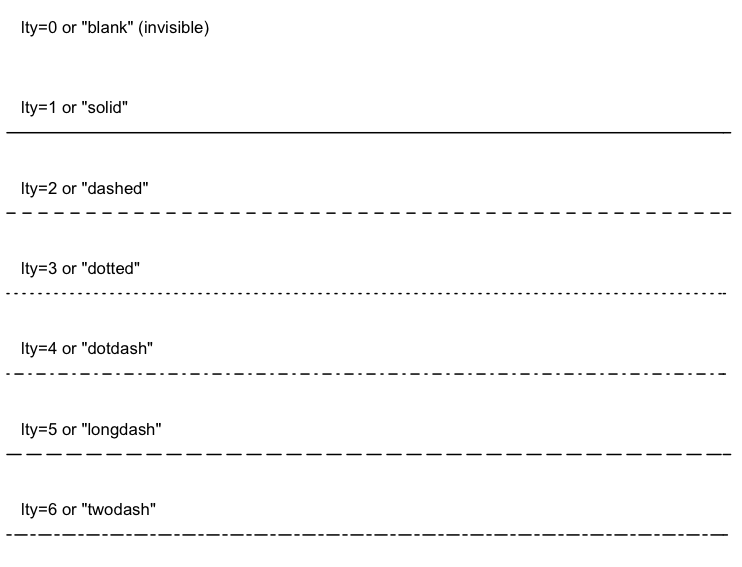 lty=0 or "blank" (invisible)
lty=1 or "solid"
lty=2 or "dashed"
lty=3 or "dotted"
lty=4 or "dotdash"
lty=5 or "longdash"
lty=6 or "twodash"